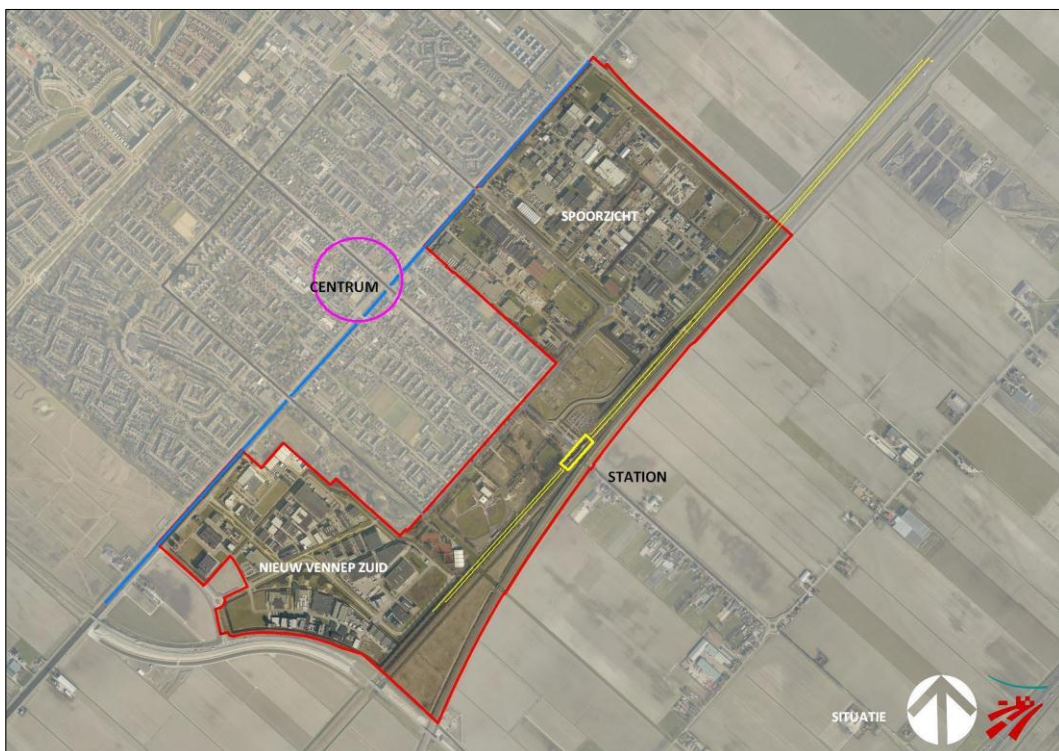 SPOORZICHT
CENTRUM
STATION
NIEUW VENNEP ZUID
SITUATIE